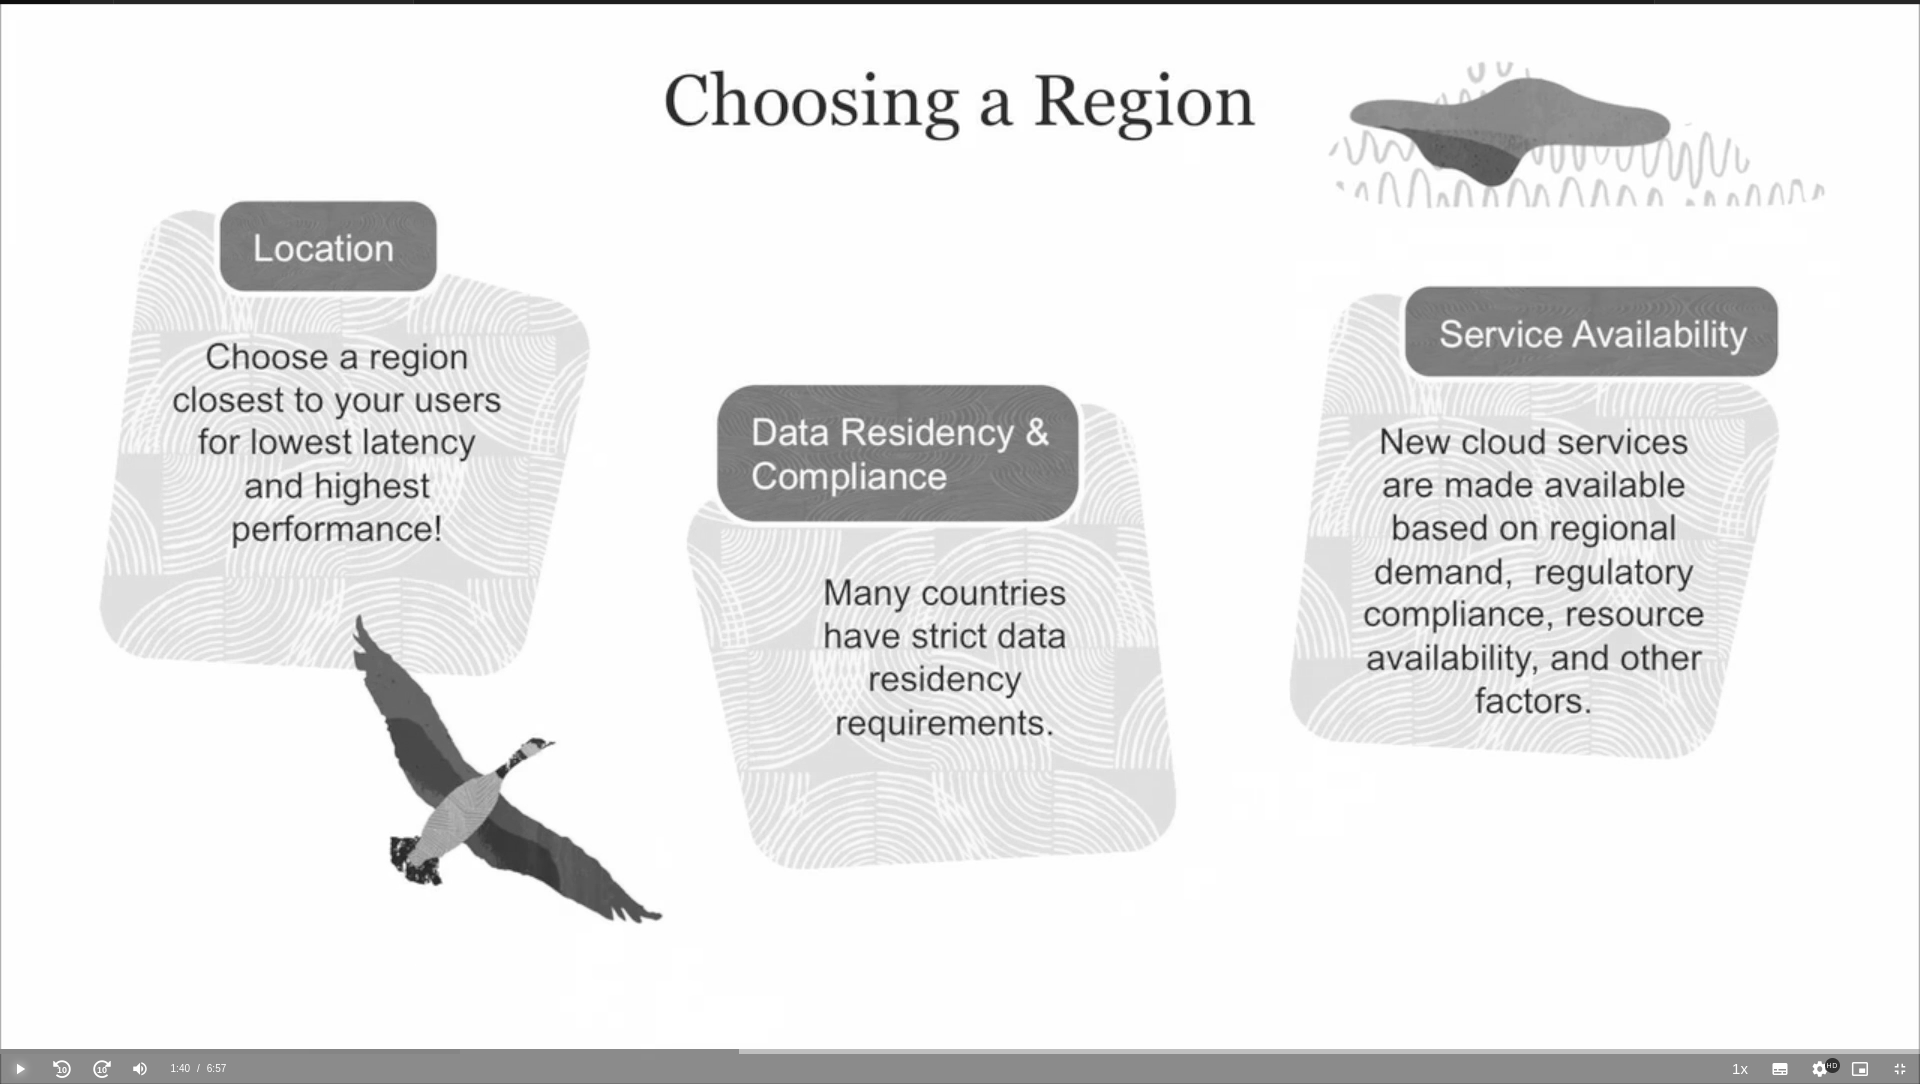 Choosing a Region
Location
Choose a region
closest to your users
for lowest latency
and highest
performance!
Data Residency &
Compliance
Many countries
have strict data
residency
requirements.
Service Availability
New cloud services
are made available
based on regional
demand,  regulatory
compliance, resource
availability, and other
factors.
10
10
1:40 / 6:57
1x
HD